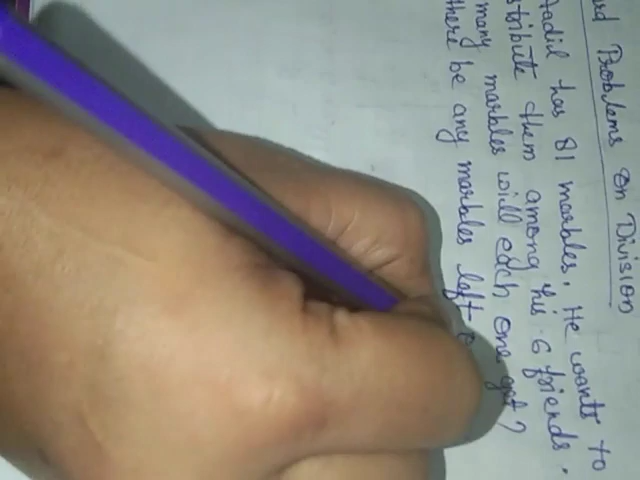 Problems on Division
Aadil has 81 marbles. He wants to
distribute them among his 6 friends.
many marbles will each one get?
there be any marbles left